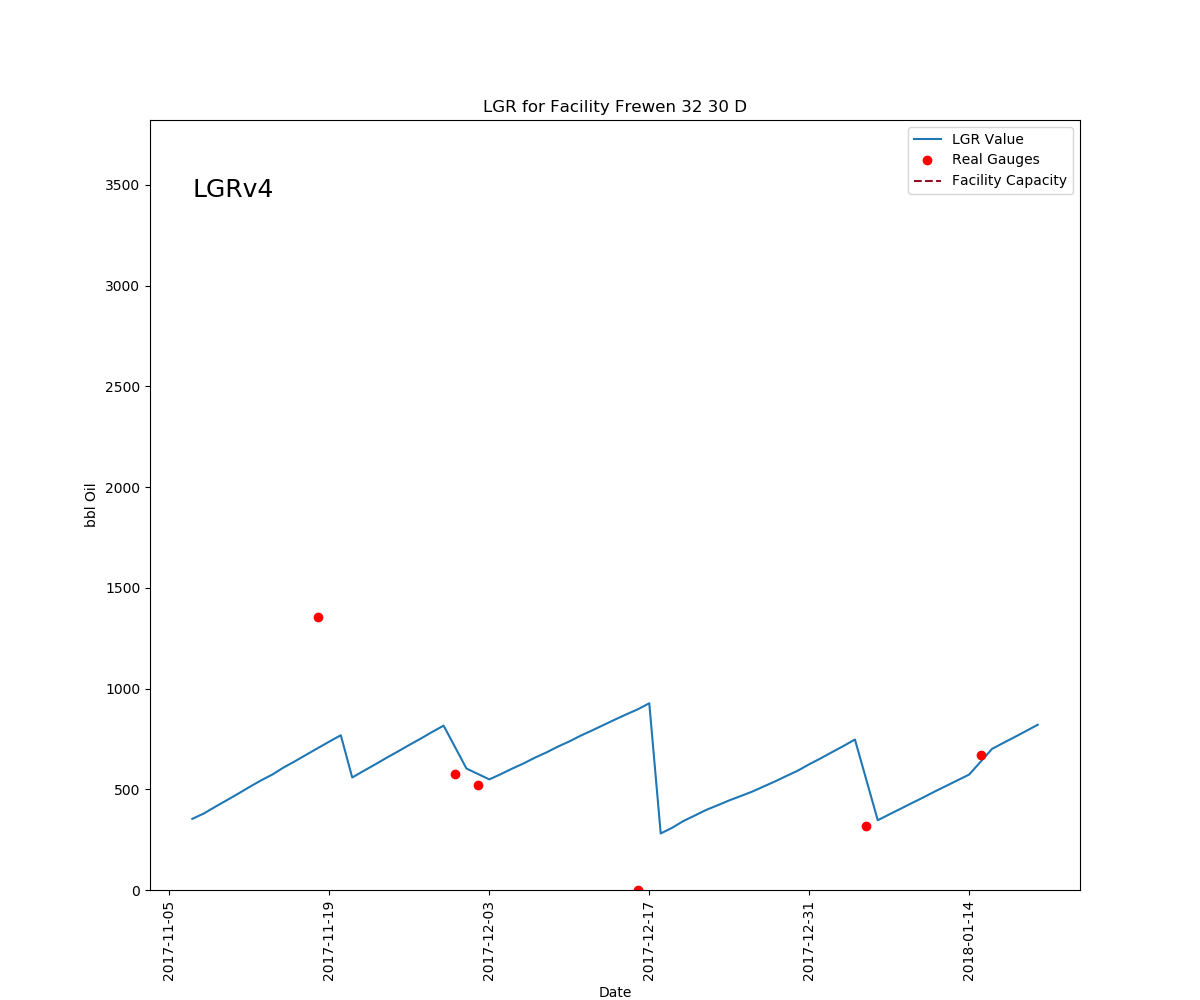 LGR for Facility Frewen 32 30 D
LGRv4
LGR Value
Real Gauges
Facility Capacity
bbl Oil
3500
3000
2500
2000
1500
1000
500
0
2017-11-05
2017-11-19
2017-12-03
2017-12-17
2017-12-31
2018-01-14
Date